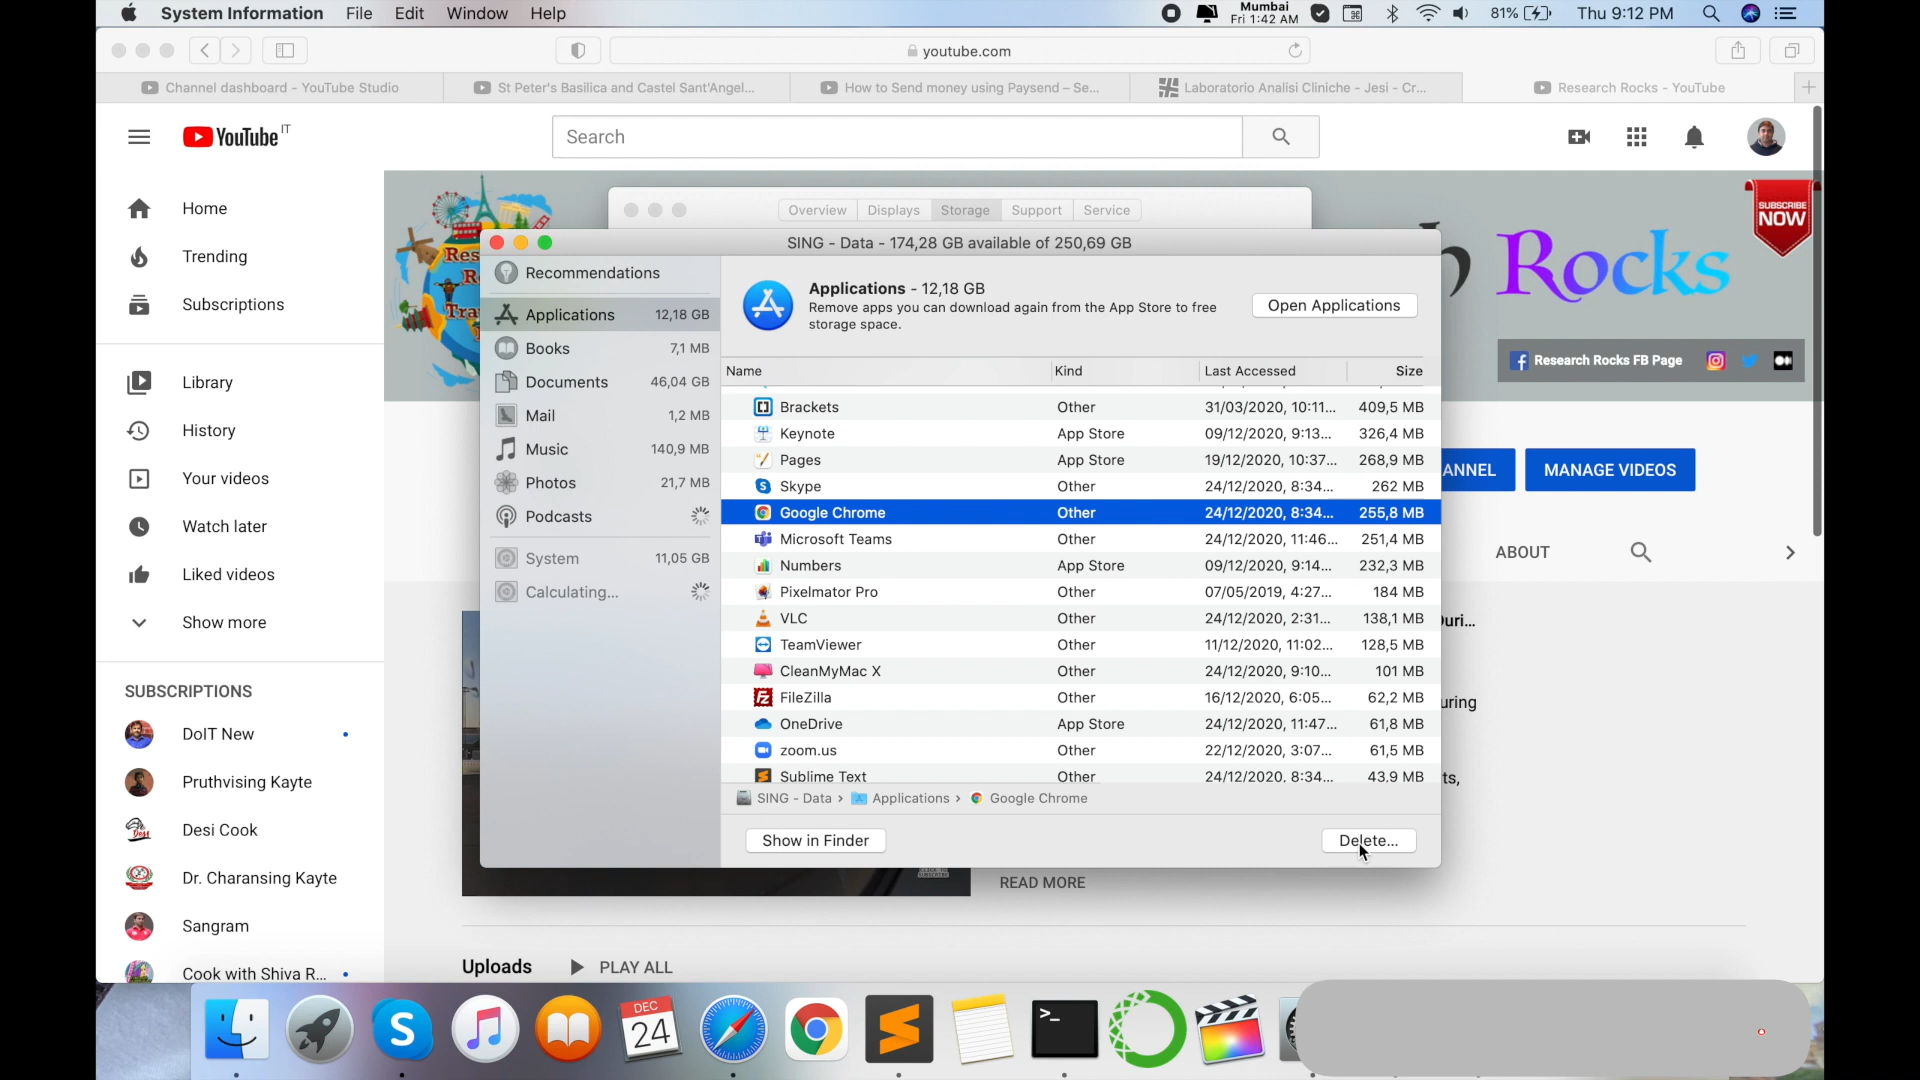 System Information File Edit Window Help Mumbai Fri 1:42 AM 81% Thu 9:12 PM
youtube.com
Channel dashboard - YouTube Studio St Peter's Basilica and Castel Sant'Angel... How to Send money using Paysend – Se... Laboratorio Analisi Cliniche - Jesi - Cr... Research Rocks - YouTube
YouTube IT Search
SUBSCRIBE NOW
Home
Trending
Subscriptions
Library
History
Your videos
Watch later
Liked videos
Show more
SUBSCRIPTIONS
DoIT New
Pruthvising Kayte
Desi Cook
Dr. Charansing Kayte
Sangram
Cook with Shiva R...
Overview Displays Storage Support Service
SING - Data - 174,28 GB available of 250,69 GB
Recommendations
Applications 12,18 GB
Books 7,1 MB
Documents 46,04 GB
Mail 1,2 MB
Music 140,9 MB
Photos 21,7 MB
Podcasts
System 11,05 GB
Calculating...
Applications - 12,18 GB
Remove apps you can download again from the App Store to free
storage space.
Open Applications
Name Kind Last Accessed Size
Brackets Other 31/03/2020, 10:11... 409,5 MB
Keynote App Store 09/12/2020, 9:13... 326,4 MB
Pages App Store 19/12/2020, 10:37... 268,9 MB
Skype Other 24/12/2020, 8:34... 262 MB
Google Chrome Other 24/12/2020, 8:34... 255,8 MB
Microsoft Teams Other 24/12/2020, 11:46... 251,4 MB
Numbers App Store 09/12/2020, 9:14... 232,3 MB
Pixelmator Pro Other 07/05/2019, 4:27... 184 MB
VLC Other 24/12/2020, 2:31... 138,1 MB
TeamViewer Other 11/12/2020, 11:02... 128,5 MB
CleanMyMac X Other 24/12/2020, 9:10... 101 MB
FileZilla Other 16/12/2020, 6:05... 62,2 MB
OneDrive App Store 24/12/2020, 11:47... 61,8 MB
zoom.us Other 22/12/2020, 3:07... 61,5 MB
Sublime Text Other 24/12/2020, 8:34... 43,9 MB
SING - Data › Applications › Google Chrome
Show in Finder Delete...
Rocks
Research Rocks FB Page
ANNEL MANAGE VIDEOS
ABOUT
uring
ts,
READ MORE
Uploads PLAY ALL
DEC
24